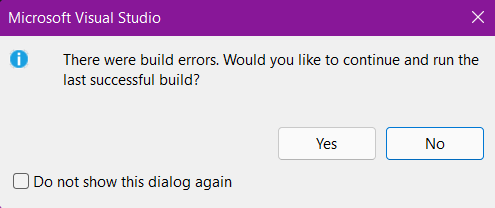 Microsoft Visual Studio
There were build errors. Would you like to continue and run the
last successful build?
Yes
No
Do not show this dialog again